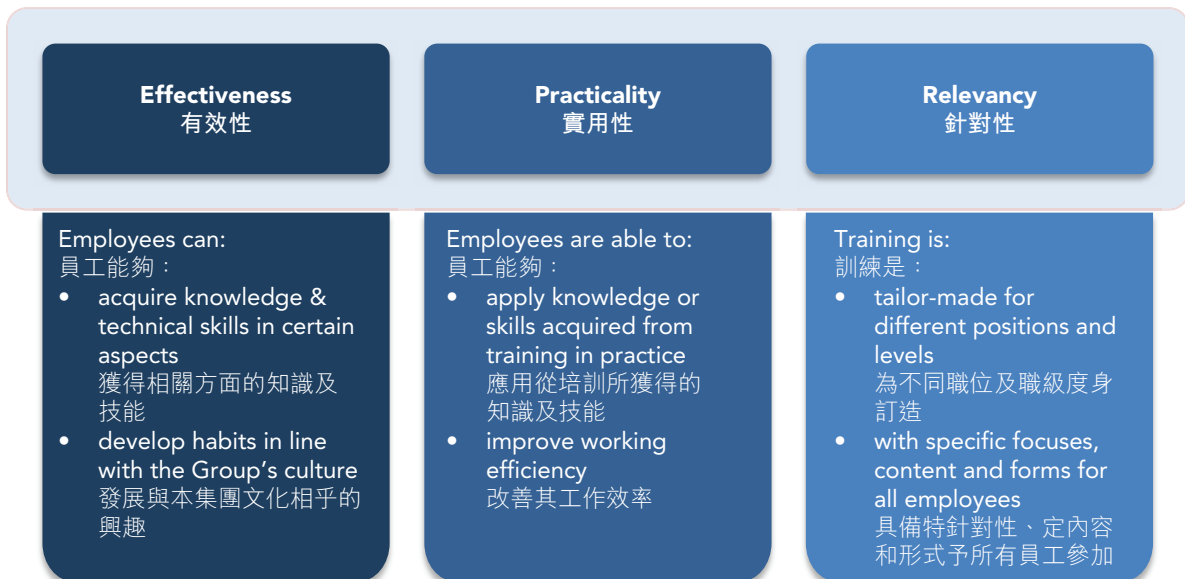 Effectiveness
有效性
Practicality
實用性
Relevancy
針對性
Employees can:
員工能夠：
• acquire knowledge &
technical skills in certain
aspects
獲得相關方面的知識及
技能
• develop habits in line
with the Group's culture
發展與本集團文化相乎的
興趣
Employees are able to:
員工能夠：
• apply knowledge or
skills acquired from
training in practice
應用從培訓所獲得的
知識及技能
• improve working
efficiency
改善其工作效率
Training is:
訓練是：
• tailor-made for
different positions and
levels
為不同職位及職級度身
訂造
• with specific focuses,
content and forms for
all employees
具備特針對性、定內容
和形式予所有員工參加